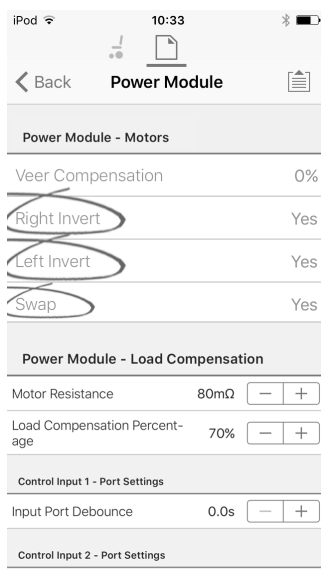 iPod 10:33
Back Power Module
Power Module - Motors
Veer Compensation 0%
Right Invert Yes
Left Invert Yes
Swap Yes
Power Module - Load Compensation
Motor Resistance 80mΩ − +
Load Compensation Percent-
age 70% − +
Control Input 1 - Port Settings
Input Port Debounce 0.0s − +
Control Input 2 - Port Settings